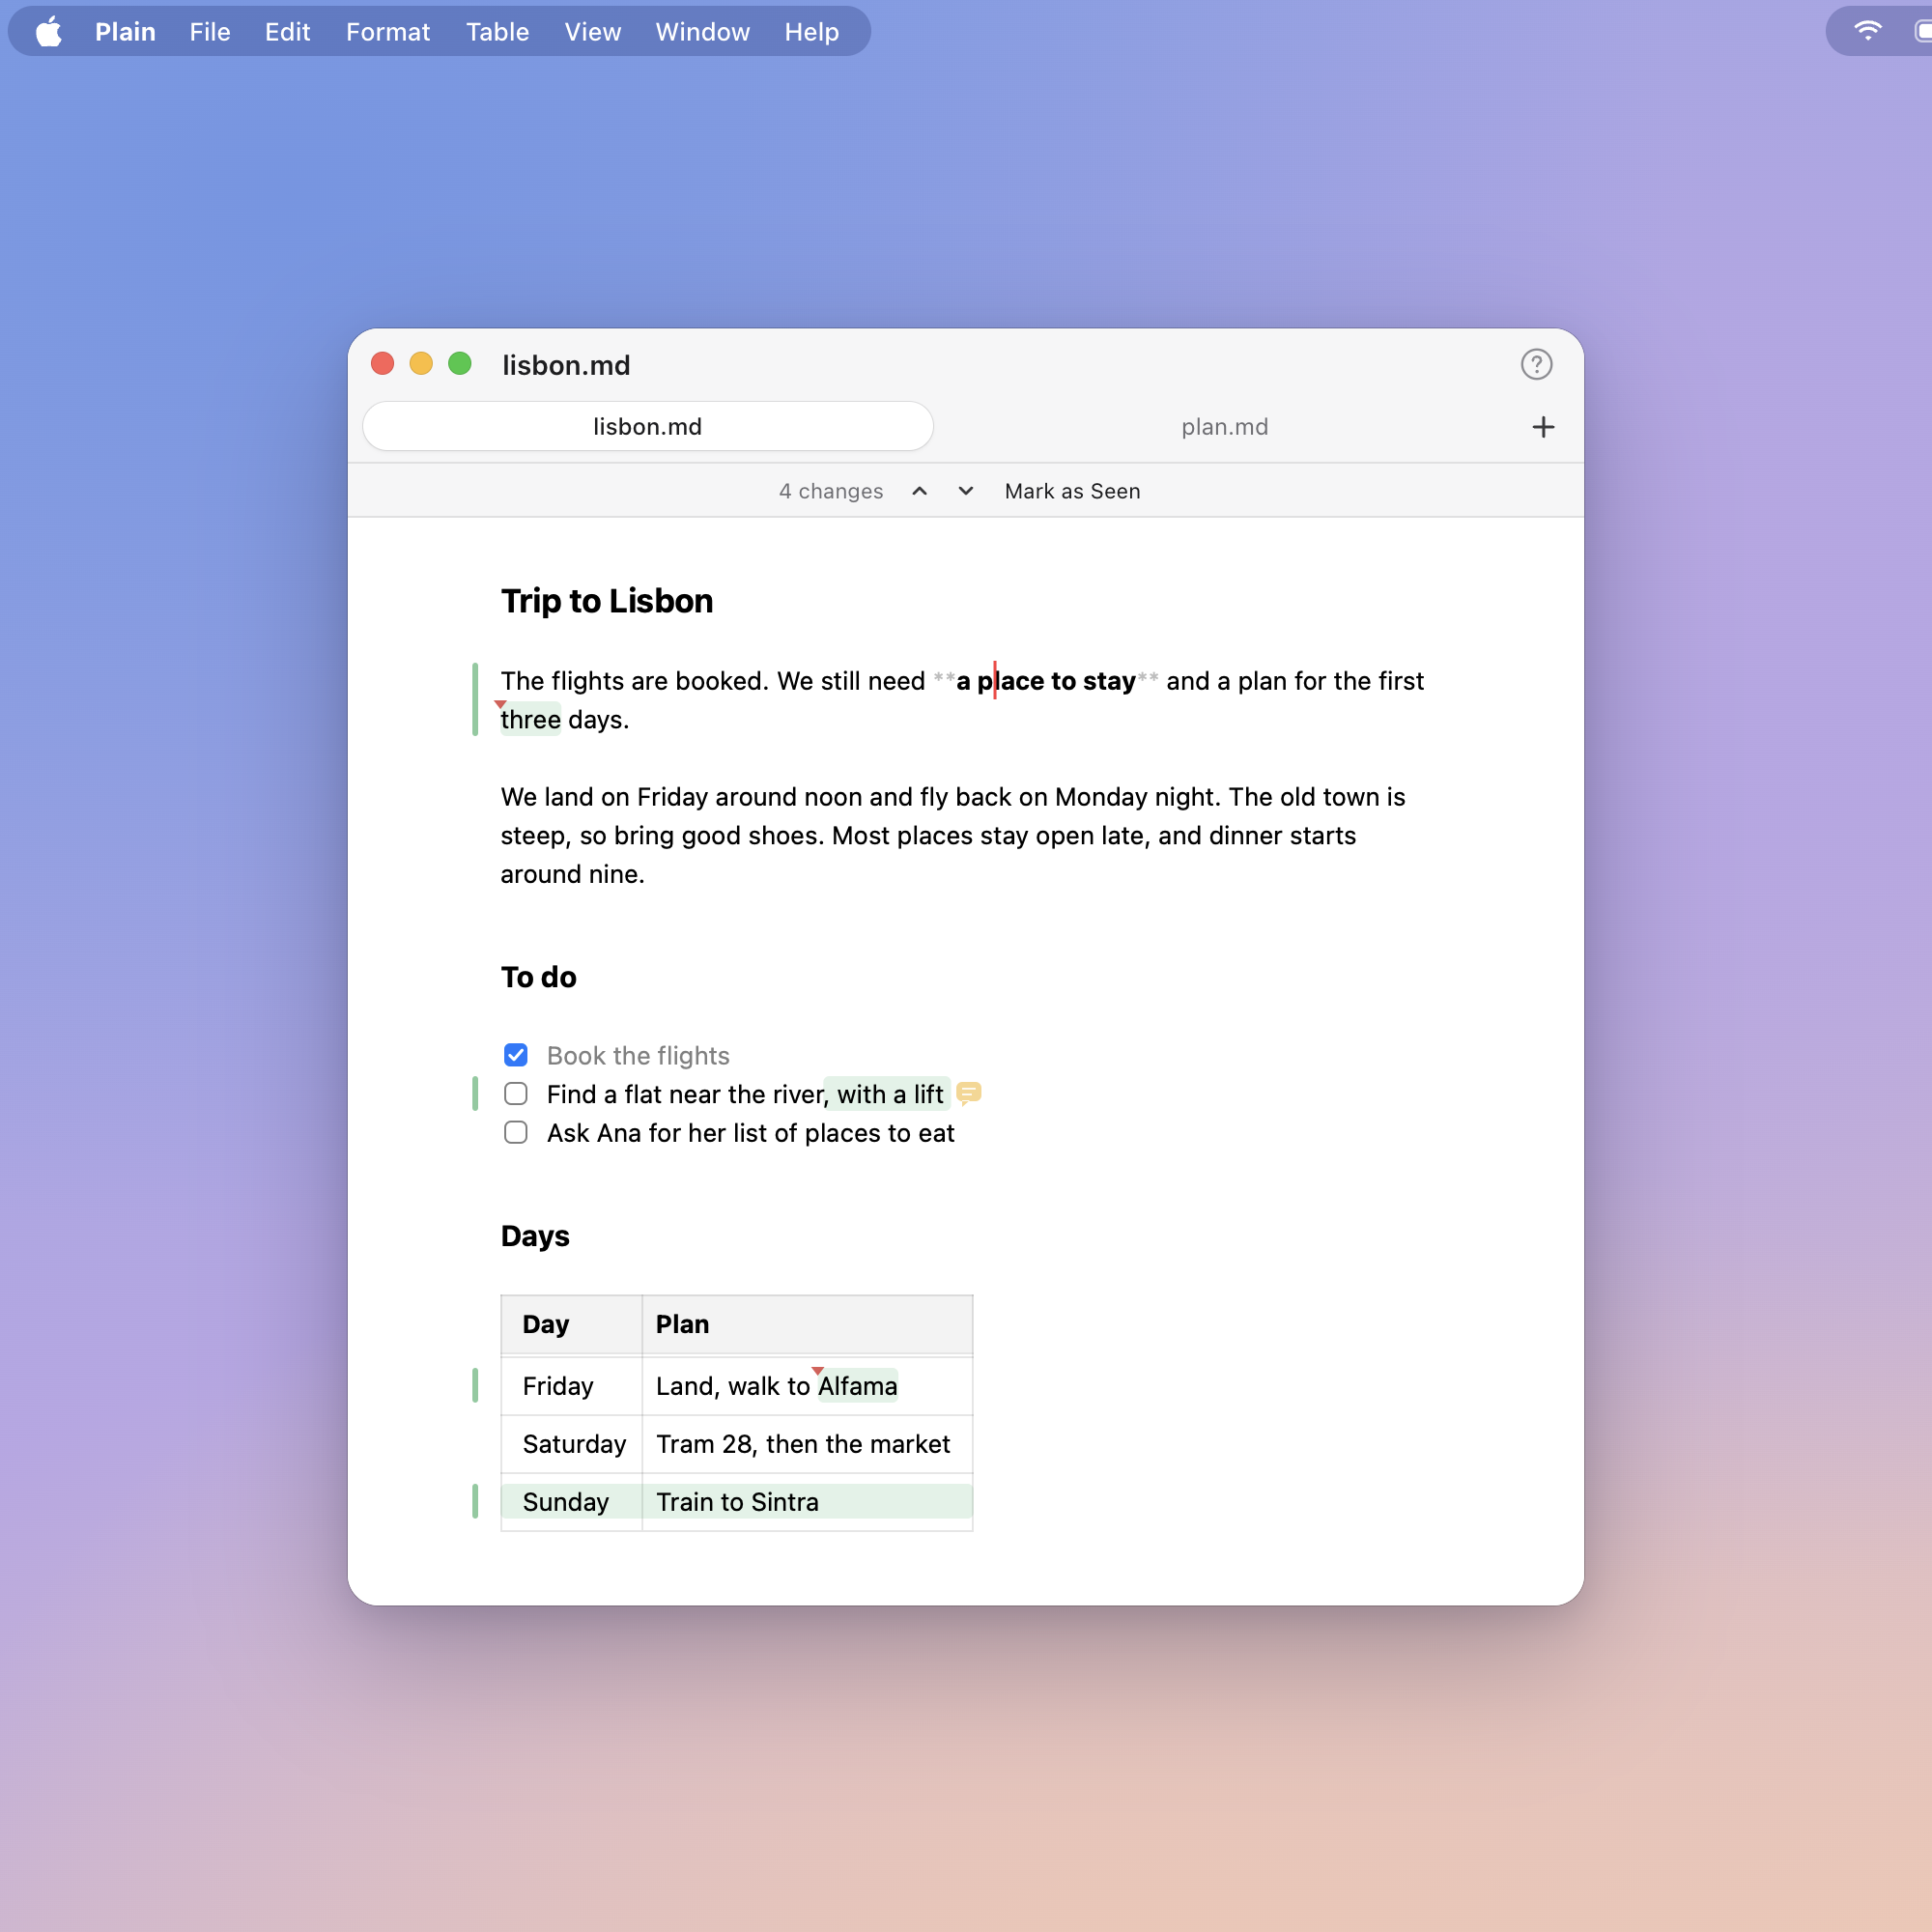 Plain File Edit Format Table View Window Help
lisbon.md
lisbon.md plan.md
4 changes Mark as Seen
Trip to Lisbon
The flights are booked. We still need **a place to stay** and a plan for the first
three days.
We land on Friday around noon and fly back on Monday night. The old town is
steep, so bring good shoes. Most places stay open late, and dinner starts
around nine.
To do
Book the flights
Find a flat near the river, with a lift
Ask Ana for her list of places to eat
Days
Day Plan
Friday Land, walk to Alfama
Saturday Tram 28, then the market
Sunday Train to Sintra